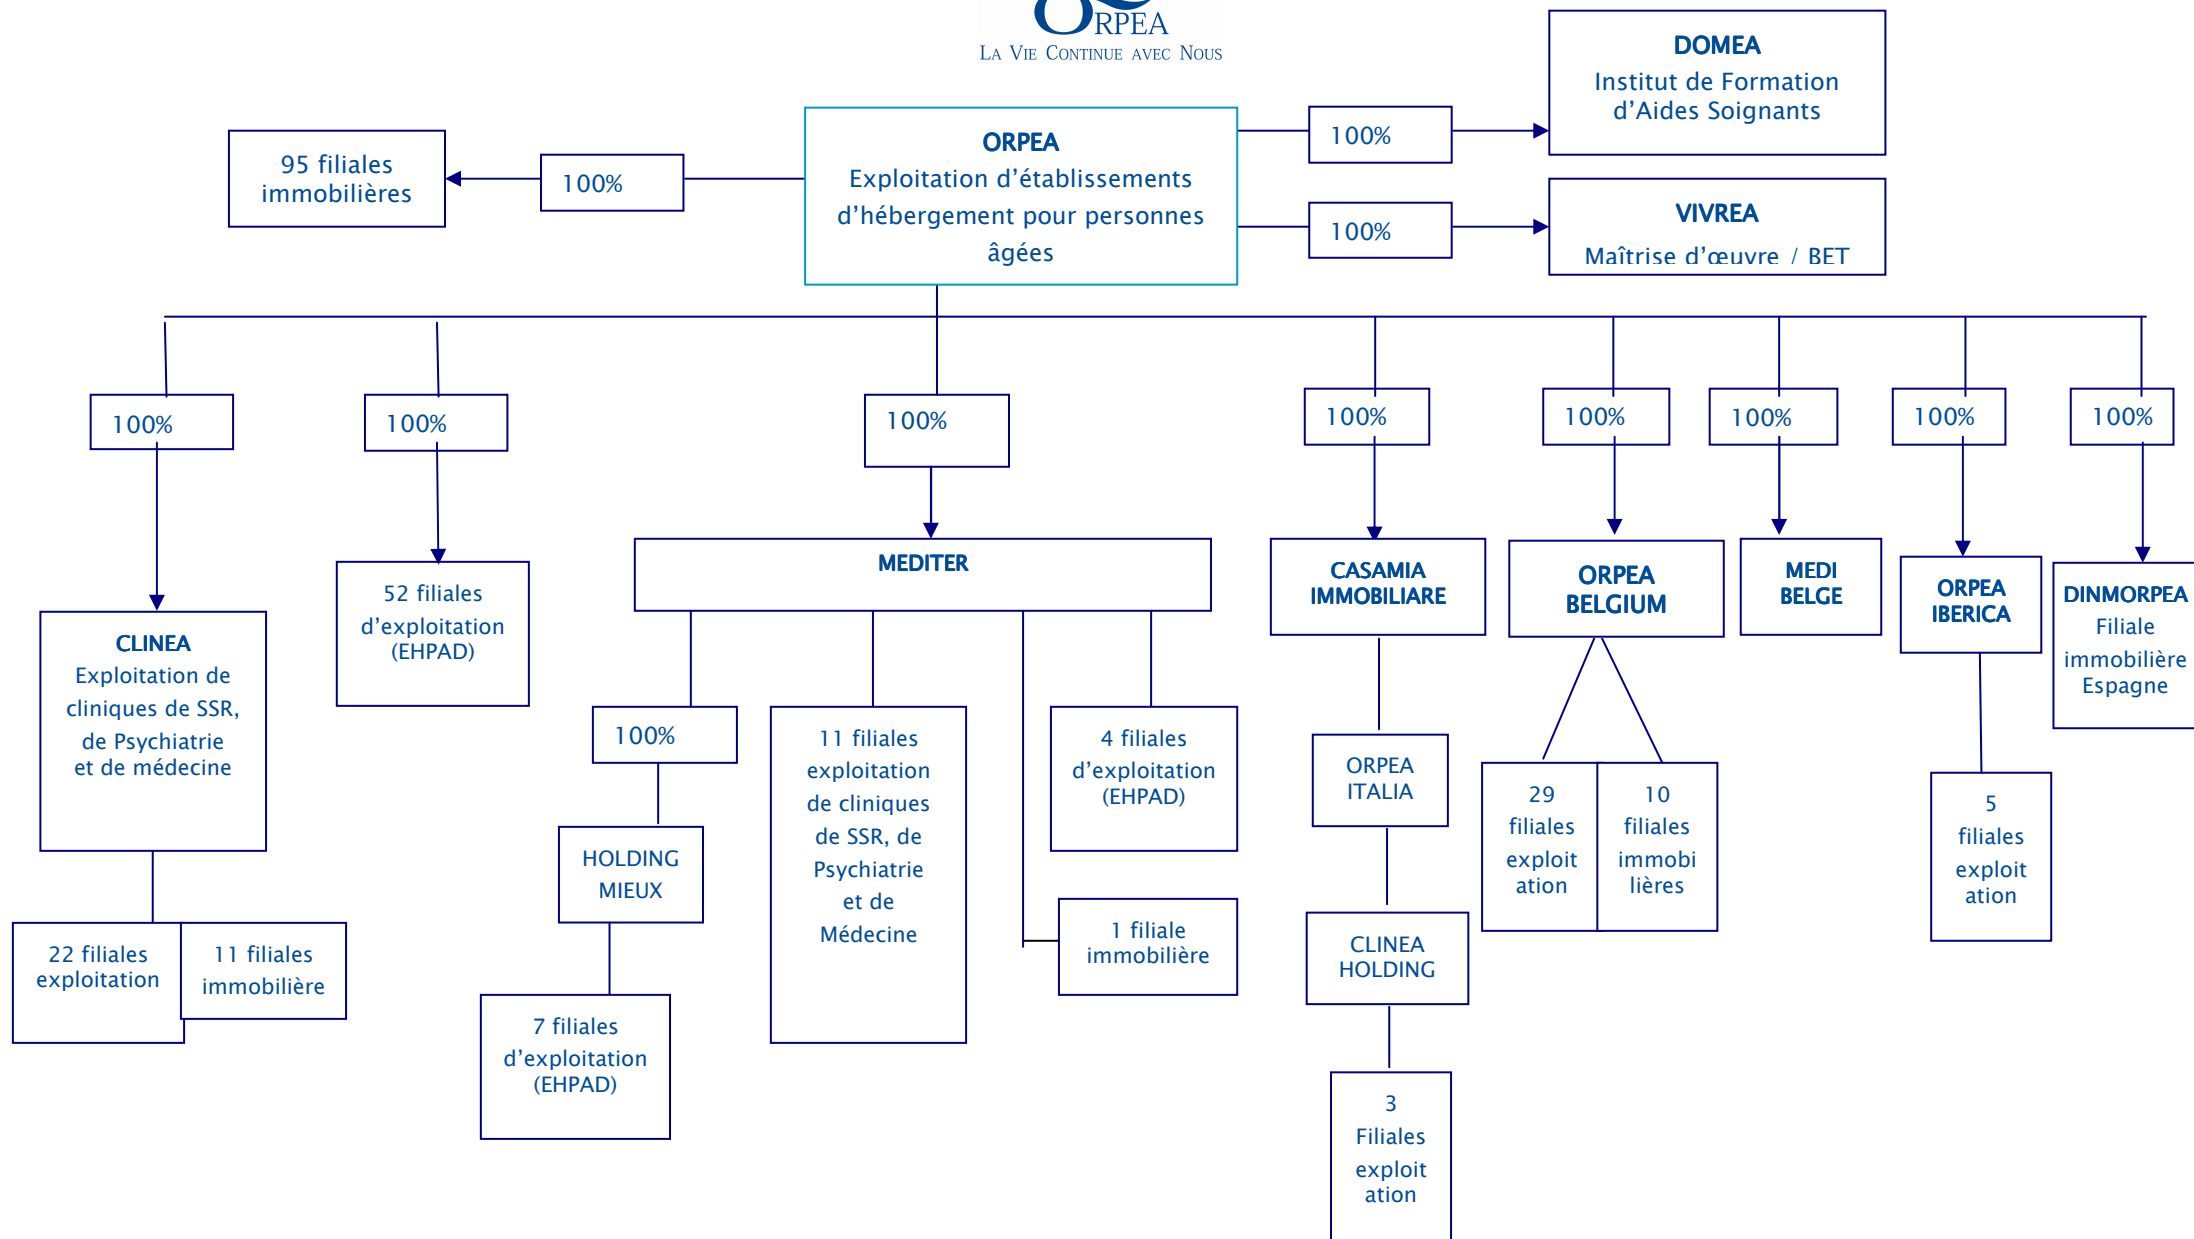 ORPEA
LA VIE CONTINUE AVEC NOUS
DOMEA
Institut de Formation
d'Aides Soignants
100%
ORPEA
Exploitation d'établissements
d'hébergement pour personnes
âgées
95 filiales
immobilières
100%
100%
VIVREA
Maîtrise d'œuvre / BET
100%
100%
100%
100%
100%
100%
100%
100%
CLINEA
Exploitation de
cliniques de SSR,
de Psychiatrie
et de médecine
52 filiales
d'exploitation
(EHPAD)
MEDITER
CASAMIA
IMMOBILIARE
ORPEA
BELGIUM
MEDI
BELGE
ORPEA
IBERICA
DINMORPEA
Filiale
immobilière
Espagne
100%
11 filiales
exploitation
de cliniques
de SSR, de
Psychiatrie
et de
Médecine
4 filiales
d'exploitation
(EHPAD)
ORPEA
ITALIA
29
filiales
exploit
ation
10
filiales
immobi
lières
5
filiales
exploit
ation
HOLDING
MIEUX
1 filiale
immobilière
CLINEA
HOLDING
22 filiales
exploitation
11 filiales
immobilière
7 filiales
d'exploitation
(EHPAD)
3
Filiales
exploit
ation